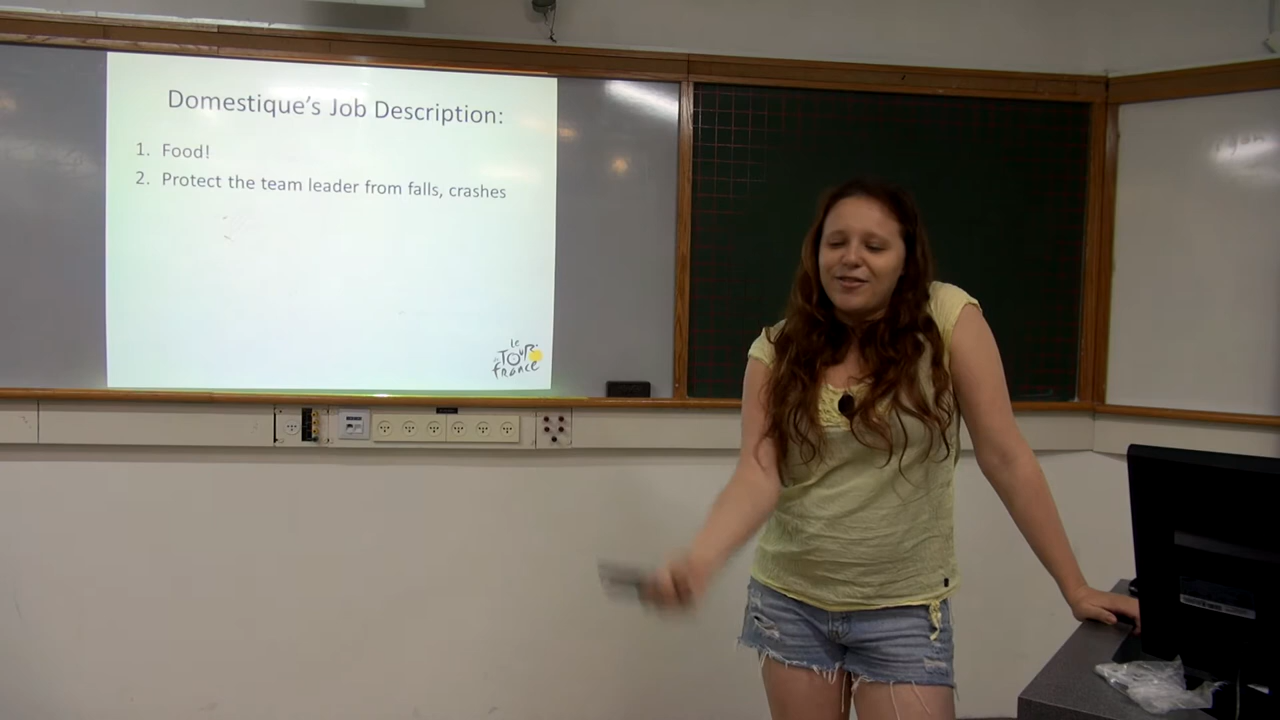 Domestique's Job Description:
1. Food!
2. Protect the team leader from falls, crashes
le
TOUR
de
france